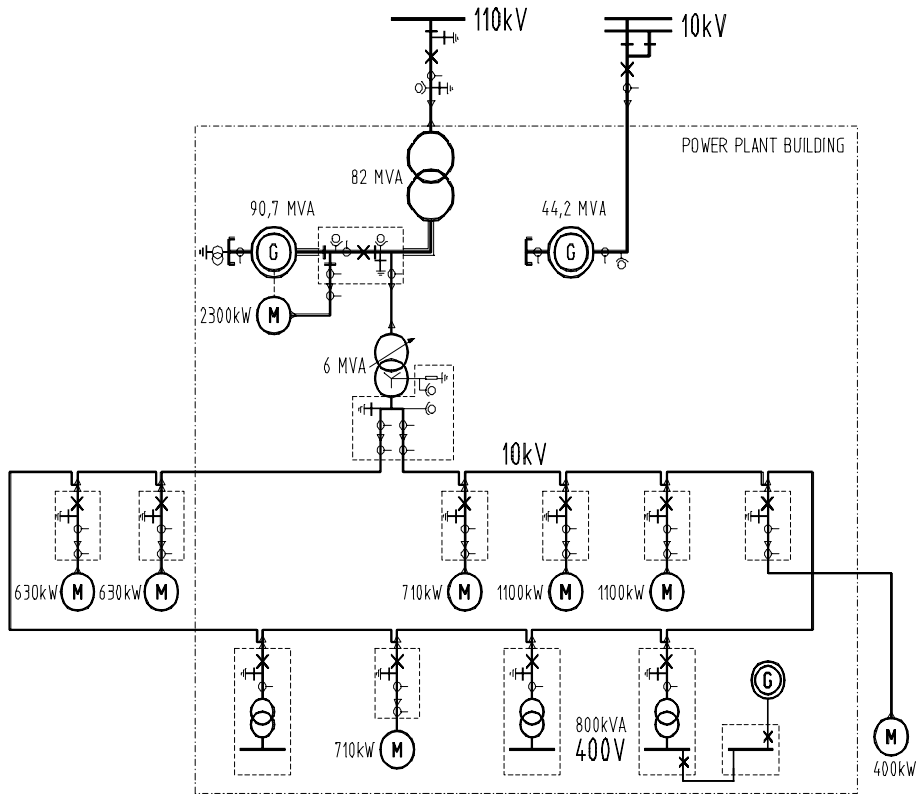 110kV
10kV
POWER PLANT BUILDING
82 MVA
90,7 MVA
44,2 MVA
G
G
2300kW
M
6 MVA
10kV
630kW
M
630kW
M
710kW
M
1100kW
M
1100kW
M
G
800kVA
400V
710kW
M
M
400kW